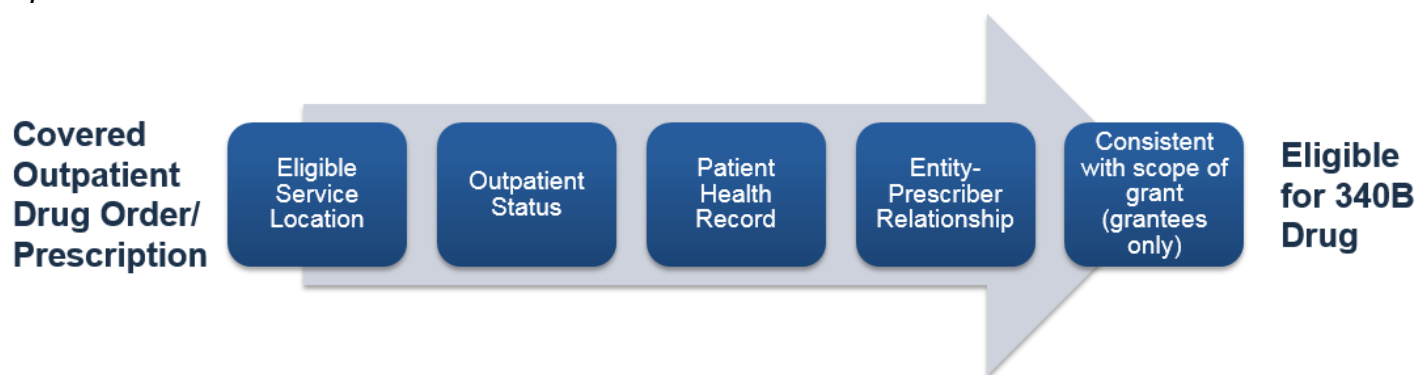 Covered
Outpatient
Drug Order/
Prescription
Eligible
Service
Location
Outpatient
Status
Patient
Health
Record
Entity-
Prescriber
Relationship
Consistent
with scope of
grant
(grantees
only)
Eligible
for 340B
Drug